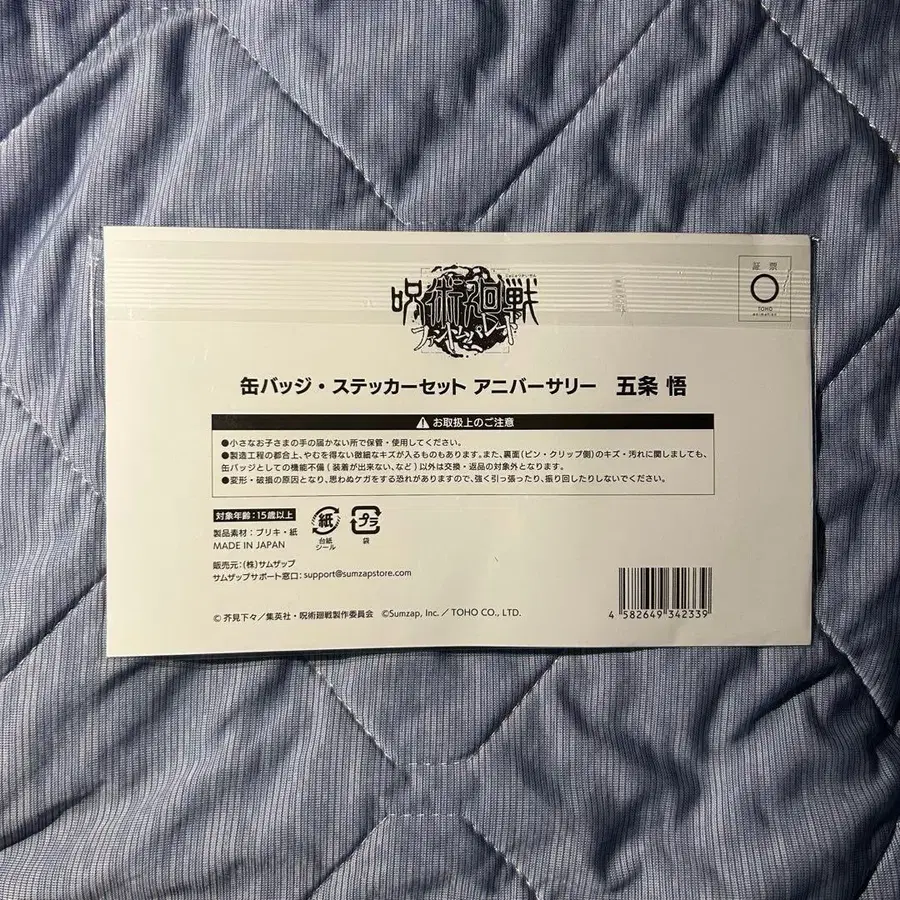 証 票
TOHO
animation
じゅじゅつかいせん
呪術廻戦
ファントムパレード
缶バッジ・ステッカーセット アニバーサリー 五条 悟
お取扱上のご注意
●小さなお子さまの手の届かない所で保管・使用してください。
●製造工程の都合上、やむを得ない微細なキズが入るものもあります。また、裏面(ピン・クリップ側)のキズ・汚れに関しましても、
缶バッジとしての機能不備(装着が出来ない、など)以外は交換・返品の対象外となります。
●変形・破損の原因となり、思わぬケガをする恐れがありますので、強く引っ張ったり、振り回したりしないでください。
対象年齢:15歳以上
製品素材:ブリキ・紙
MADE IN JAPAN
紙
台紙
シール
プラ
袋
販売元:(株)サムザップ
サムザップサポート窓口:support@sumzapstore.com
© 芥見下々/集英社・呪術廻戦製作委員会 ©Sumzap, Inc./TOHO CO., LTD.
4 582649 342339